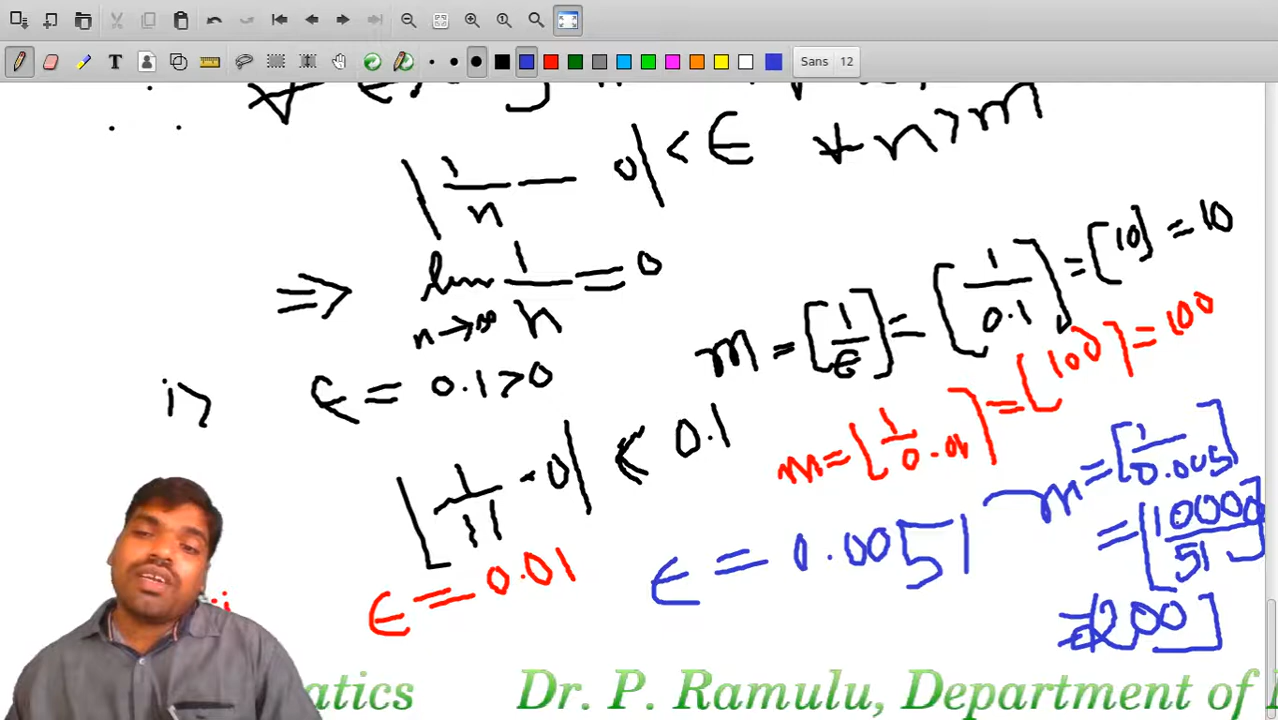 Sans 12
|1/n — 0| < ∈ ∀ n > m
⇒ lim n→∞ 1/n = 0
i> ∈ = 0.1 > 0
m = [1/∈] = [1/0.1] = [10] = 10
|1/11 - 0| < 0.1
m = [1/0.01] = [100] = 100
∈ = 0.01
∈ = 0.0051
m = [1/0.005]
= [10000/51]
= [200]
atics Dr. P. Ramulu, Department of